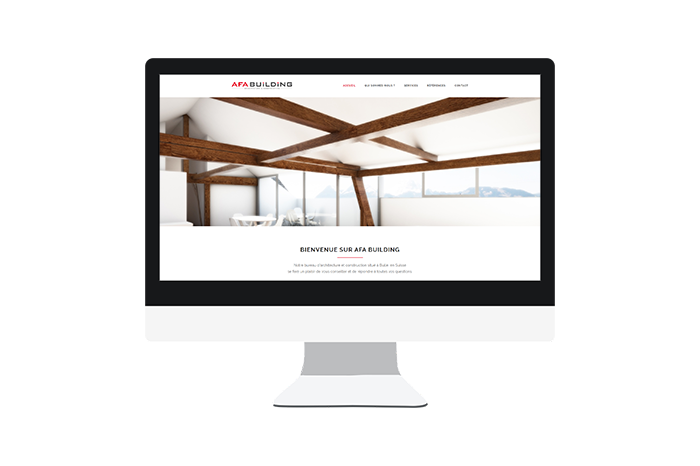 AFA BUILDING
ACCUEIL QUI SOMMES-NOUS ? SERVICES RÉFÉRENCES CONTACT
BIENVENUE SUR AFA BUILDING
Notre bureau d'architecture et construction situé à en Suisse
se fera un plaisir de vous conseiller et de répondre à toutes vos questions.